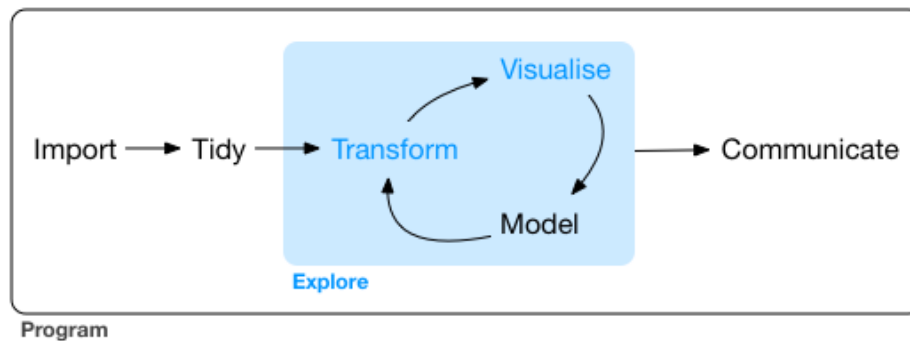 Visualise
Import
Tidy
Transform
Communicate
Model
Explore
Program